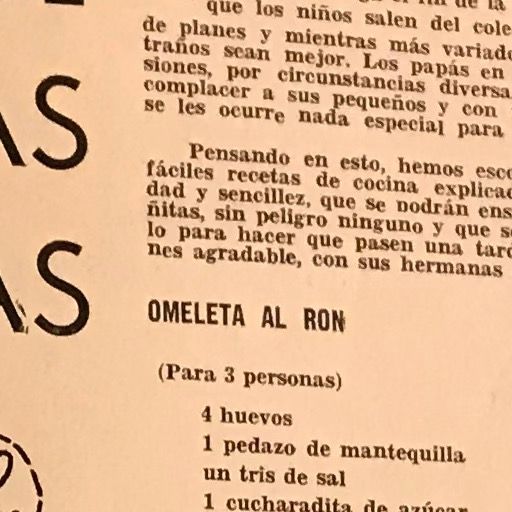 que los niños salen del cole
de planes y mientras más variado
traños sean mejor. Los papás en
siones, por circunstancias diversa
complacer a sus pequeños y con
se les ocurre nada especial para
Pensando en esto, hemos esco
fáciles recetas de cocina explicad
dad y sencillez, que se podrán ens
ñitas, sin peligro ninguno y que s
lo para hacer que pasen una tard
nes agradable, con sus hermanas
AS
AS
OMELETA AL RON
(Para 3 personas)
4 huevos
1 pedazo de mantequilla
un tris de sal
1 cucharadita de azúcar